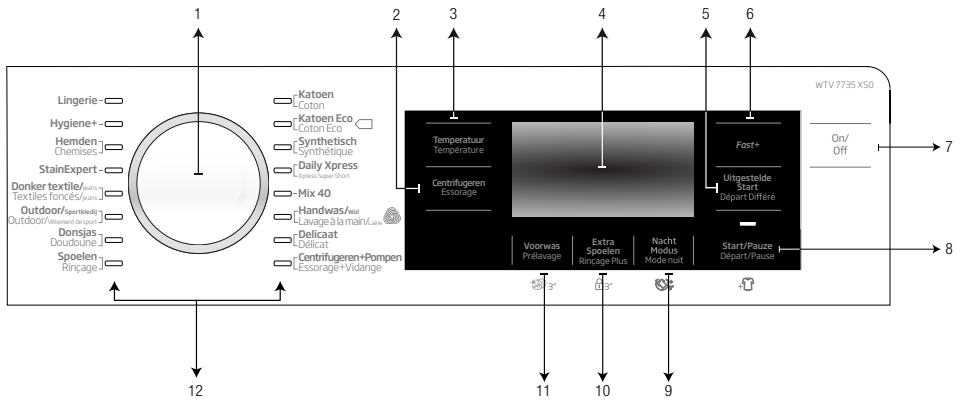 1
2
3
4
5
6
WTV 7735 XS0
Lingerie
Hygiene+
Hemden
Chemises
StainExpert
Donker textile/Jeans
Textiles foncés/Jeans
Outdoor/Sportkledij
Outdoor/Vêtement de sport
Donsjas
Doudoune
Spoelen
Rinçage
Katoen
Coton
Katoen Eco
Coton Eco
Synthetisch
Synthétique
Daily Xpress
Xpress Super Short
Mix 40
Handwas/Wol
Lavage à la main/Laine
Delicaat
Délicat
Centrifugeren+Pompen
Essorage+Vidange
Temperatuur
Température
Centrifugeren
Essorage
Fast+
Uitgestelde
Start
Départ Différé
On/
Off
7
Voorwas
Prélavage
Extra
Spoelen
Rinçage Plus
Nacht
Modus
Mode nuit
Start/Pauze
Départ/Pause
8
3"
3"
+
12
11
10
9